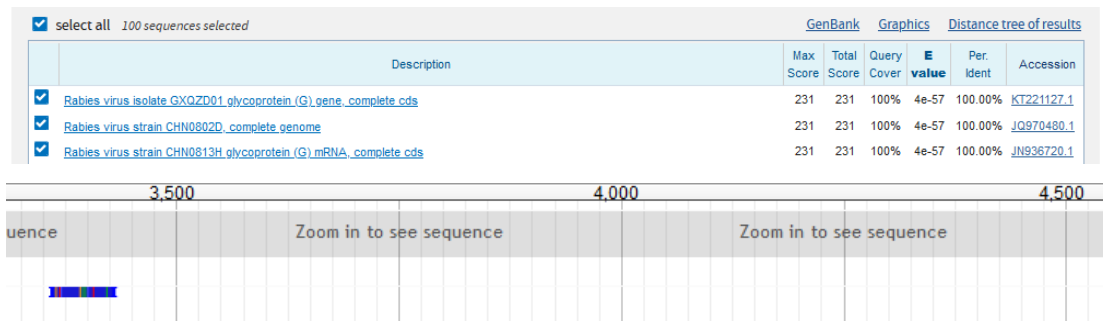 select all 100 sequences selected GenBank Graphics Distance tree of results
Description Max Score Total Score Query Cover E value Per. Ident Accession
Rabies virus isolate GXQZD01 glycoprotein (G) gene, complete cds 231 231 100% 4e-57 100.00% KT221127.1
Rabies virus strain CHN0802D, complete genome 231 231 100% 4e-57 100.00% JQ970480.1
Rabies virus strain CHN0813H glycoprotein (G) mRNA, complete cds 231 231 100% 4e-57 100.00% JN936720.1
3,500 4,000 4,500
uence Zoom in to see sequence Zoom in to see sequence